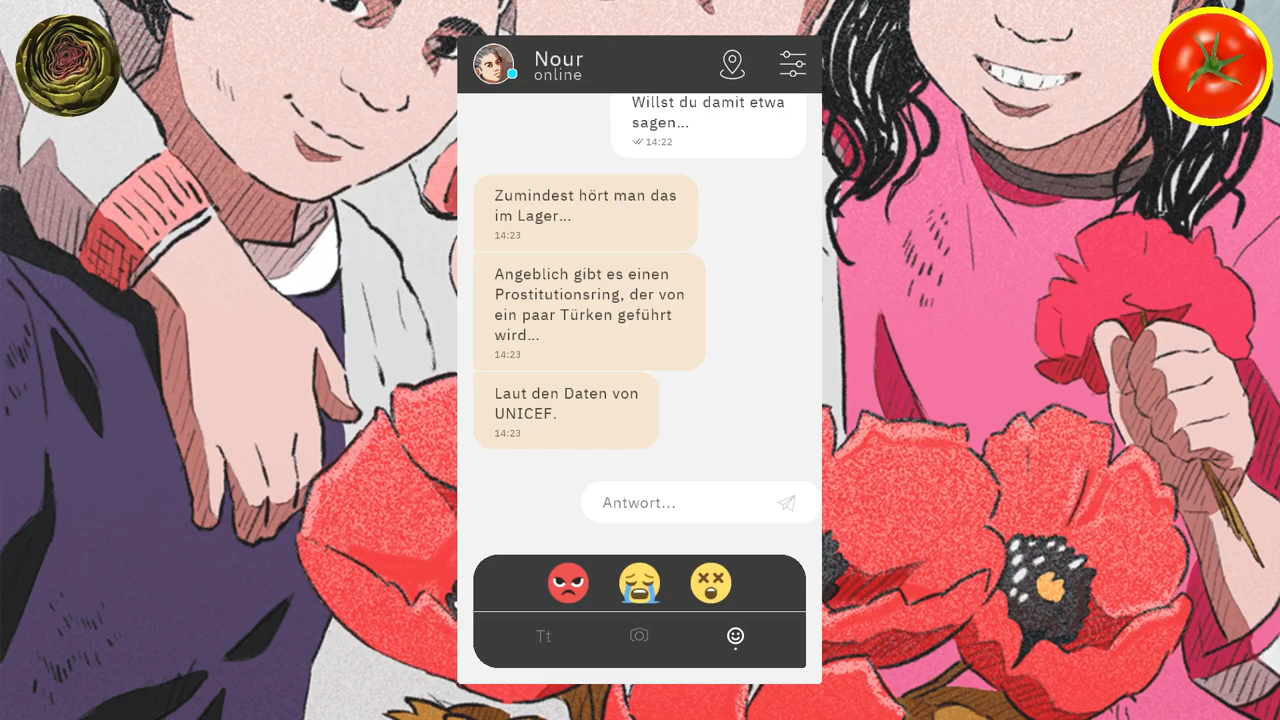 Nour
online
Willst du damit etwa
sagen...
14:22
Zumindest hört man das
im Lager...
14:23
Angeblich gibt es einen
Prostitutionsring, der von
ein paar Türken geführt
wird...
14:23
Laut den Daten von
UNICEF.
14:23
Antwort...
Tt